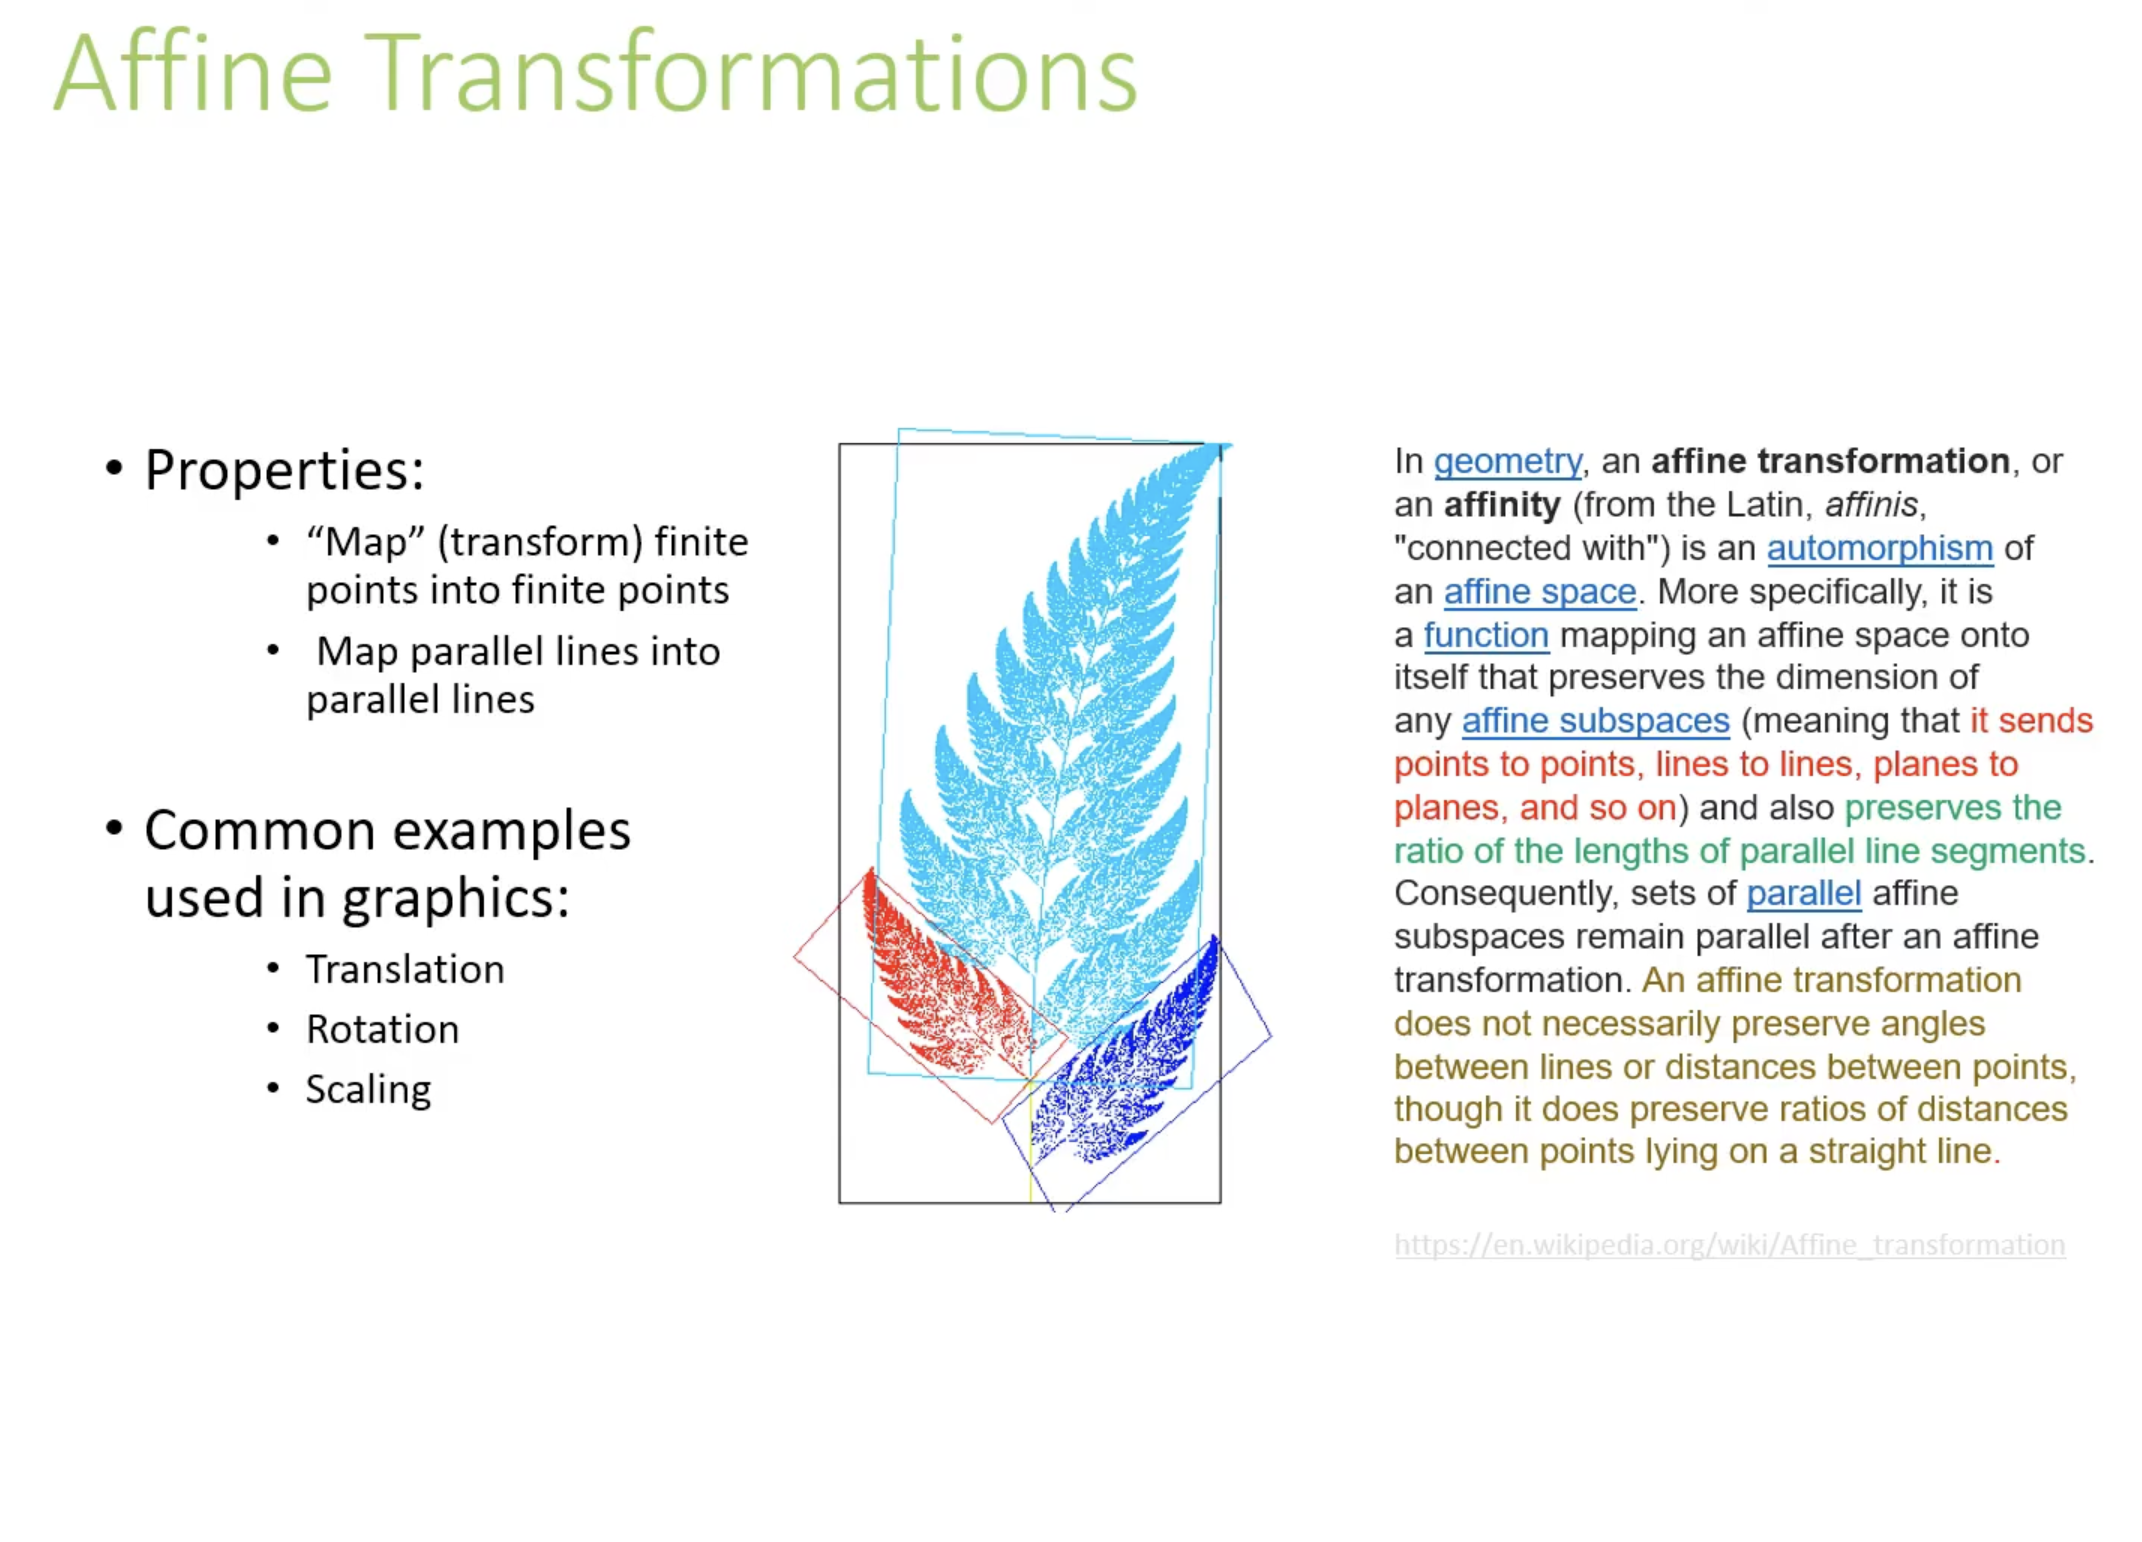 Affine Transformations
• Properties:
• “Map” (transform) finite
points into finite points
• Map parallel lines into
parallel lines
• Common examples
used in graphics:
• Translation
• Rotation
• Scaling
In geometry, an affine transformation, or
an affinity (from the Latin, affinis,
"connected with") is an automorphism of
an affine space. More specifically, it is
a function mapping an affine space onto
itself that preserves the dimension of
any affine subspaces (meaning that it sends
points to points, lines to lines, planes to
planes, and so on) and also preserves the
ratio of the lengths of parallel line segments.
Consequently, sets of parallel affine
subspaces remain parallel after an affine
transformation. An affine transformation
does not necessarily preserve angles
between lines or distances between points,
though it does preserve ratios of distances
between points lying on a straight line.
https://en.wikipedia.org/wiki/Affine_transformation